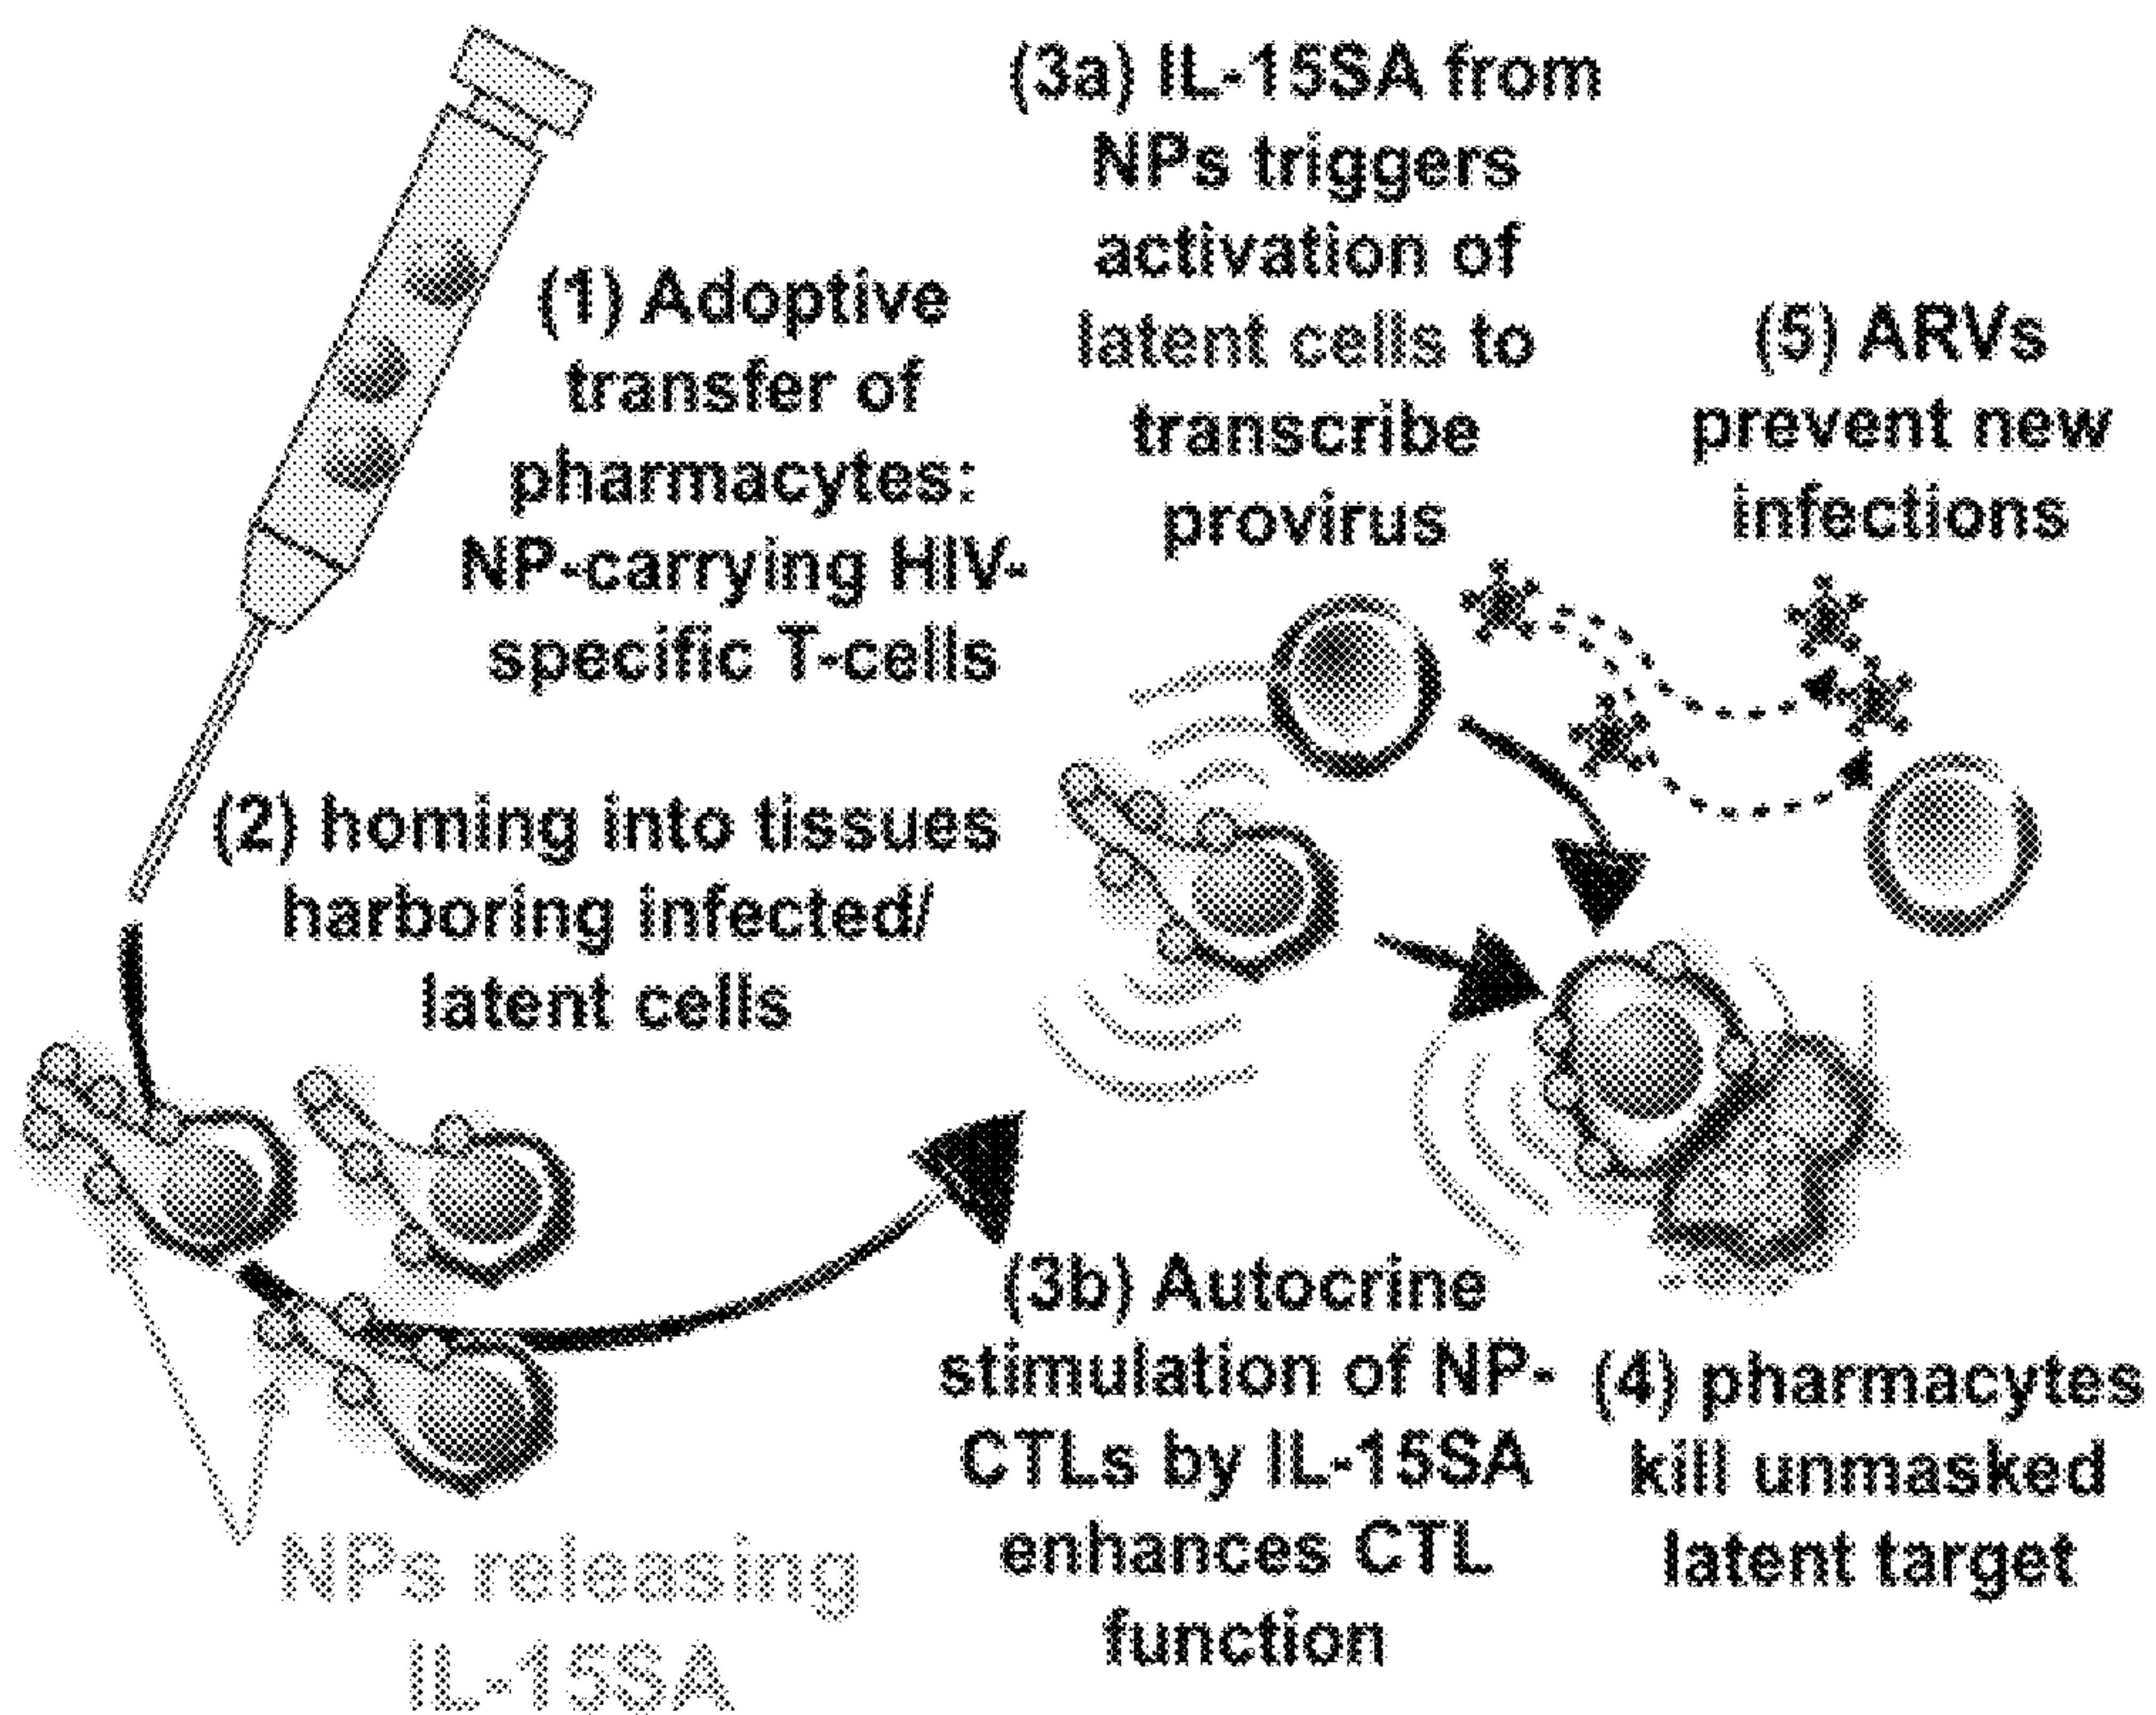 (1) Adoptive
transfer of
pharmacytes:
NP-carrying HIV-
specific T-cells
(2) homing into tissues
harboring infected/
latent cells
NPs releasing
IL-15SA
(3a) IL-15SA from
NPs triggers
activation of
latent cells to
transcribe
provirus
(3b) Autocrine
stimulation of NP-
CTLs by IL-15SA
enhances CTL
function
(4) pharmacytes
kill unmasked
latent target
(5) ARVs
prevent new
infections